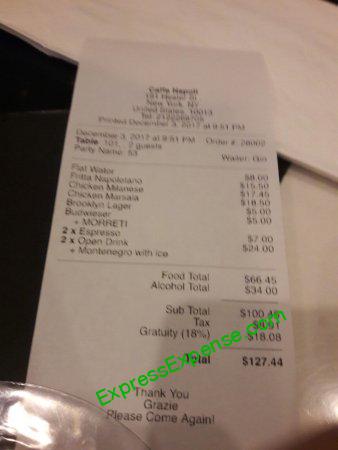 Caffe Napoli
191 Hester St
New York, NY
United States, 10013
Tel: 2122268705
Printed December 3, 2017 at 9:51 PM
December 3, 2017 at 9:51 PM Order #: 26002
Table 101, 2 guests
Party Name: 53 Waiter: Gin
Flat Water $8.00
Fritta Napoletano $15.50
Chicken Milanese $17.45
Chicken Marsala $18.50
Brooklyn Lager $5.00
Budweiser $5.00
+ MORRETI
2 x Espresso $7.00
2 x Open Drink $24.00
+ Montenegro with ice
Food Total $66.45
Alcohol Total $34.00
Sub Total $100.45
Tax
Gratuity (18%) $18.08
Total $127.44
ExpressExpense.com
Thank You
Grazie
Please Come Again!